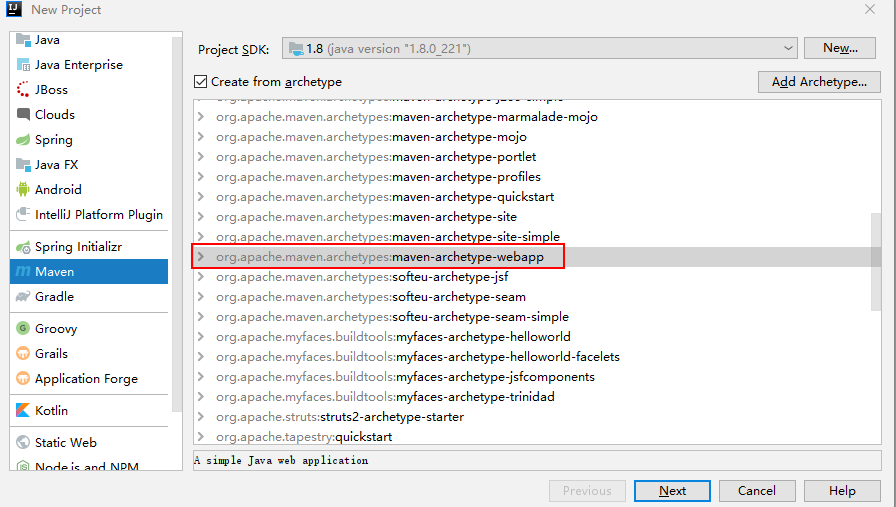 New Project
Java
Java Enterprise
JBoss
Clouds
Spring
Java FX
Android
IntelliJ Platform Plugin
Spring Initializr
Maven
Gradle
Groovy
Grails
Application Forge
Kotlin
Static Web
Node.js and NPM
Project SDK: 1.8 (java version "1.8.0_221") New...
Create from archetype Add Archetype...
org.apache.maven.archetypes:maven-archetype-j2ee-simple
org.apache.maven.archetypes:maven-archetype-marmalade-mojo
org.apache.maven.archetypes:maven-archetype-mojo
org.apache.maven.archetypes:maven-archetype-portlet
org.apache.maven.archetypes:maven-archetype-profiles
org.apache.maven.archetypes:maven-archetype-quickstart
org.apache.maven.archetypes:maven-archetype-site
org.apache.maven.archetypes:maven-archetype-site-simple
org.apache.maven.archetypes:maven-archetype-webapp
org.apache.maven.archetypes:softeu-archetype-jsf
org.apache.maven.archetypes:softeu-archetype-seam
org.apache.maven.archetypes:softeu-archetype-seam-simple
org.apache.myfaces.buildtools:myfaces-archetype-helloworld
org.apache.myfaces.buildtools:myfaces-archetype-helloworld-facelets
org.apache.myfaces.buildtools:myfaces-archetype-jsfcomponents
org.apache.myfaces.buildtools:myfaces-archetype-trinidad
org.apache.struts:struts2-archetype-starter
org.apache.tapestry:quickstart
A simple Java web application
Previous Next Cancel Help